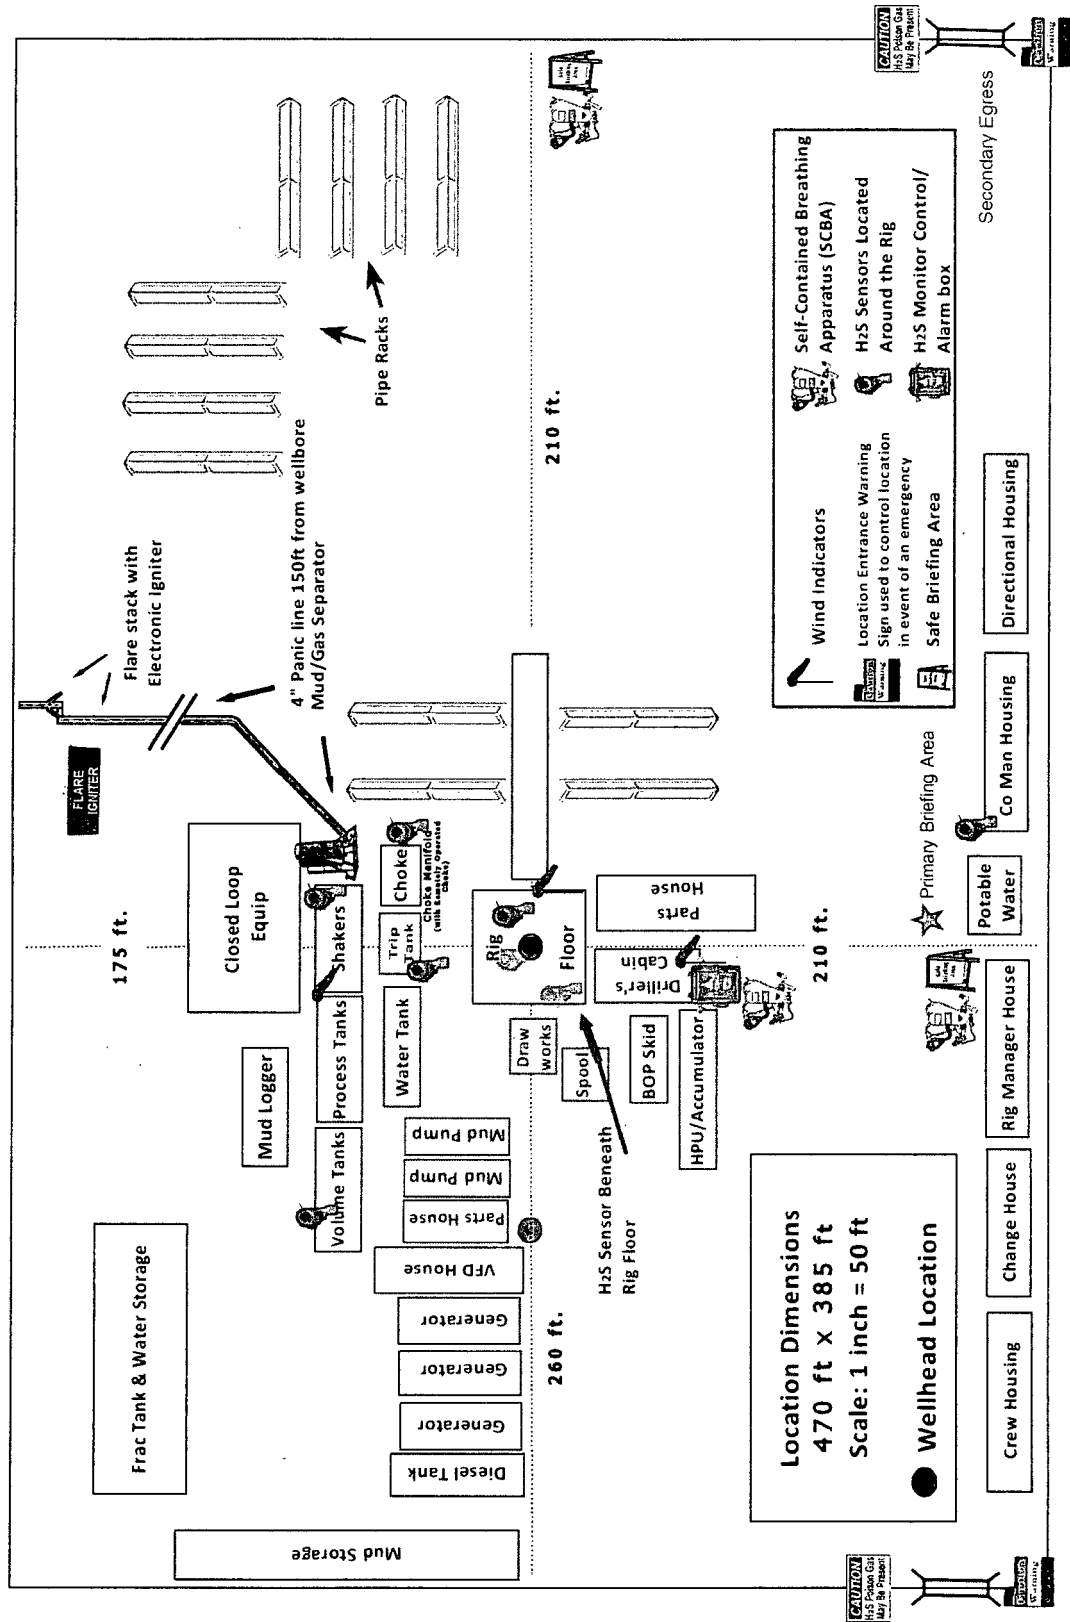 CAUTION
H2S Poison Gas
May Be Present
Warning
Secondary Egress
Flare stack with
Electronic Igniter
FLARE
IGNITER
4" Panic line 150ft from wellbore
Mud/Gas Separator
Pipe Racks
175 ft.
210 ft.
Closed Loop
Equip
Frac Tank & Water Storage
Mud Logger
Volume Tanks
Process Tanks
Shakers
Water Tank
Trip
Tank
Choke
Choke Manifold
(with Remotely Operated
Choke)
Mud Storage
Diesel Tank
Generator
Generator
Generator
VFD House
Parts House
Mud Pump
Mud Pump
Draw
works
Rig
Floor
260 ft.
H2S Sensor Beneath
Rig Floor
Spool
BOP Skid
HPU/Accumulator
Driller's
Cabin
Parts
House
210 ft.
Location Dimensions
470 ft x 385 ft
Scale: 1 inch = 50 ft
Wellhead Location
Wind Indicators
Location Entrance Warning
Sign used to control location
in event of an emergency
Warning
Safe Briefing Area
Self-Contained Breathing
Apparatus (SCBA)
H2S Sensors Located
Around the Rig
H2S Monitor Control/
Alarm box
Primary Briefing Area
Crew Housing
Change House
Rig Manager House
Potable
Water
Co Man Housing
Directional Housing
CAUTION
H2S Poison Gas
May Be Present
Warning